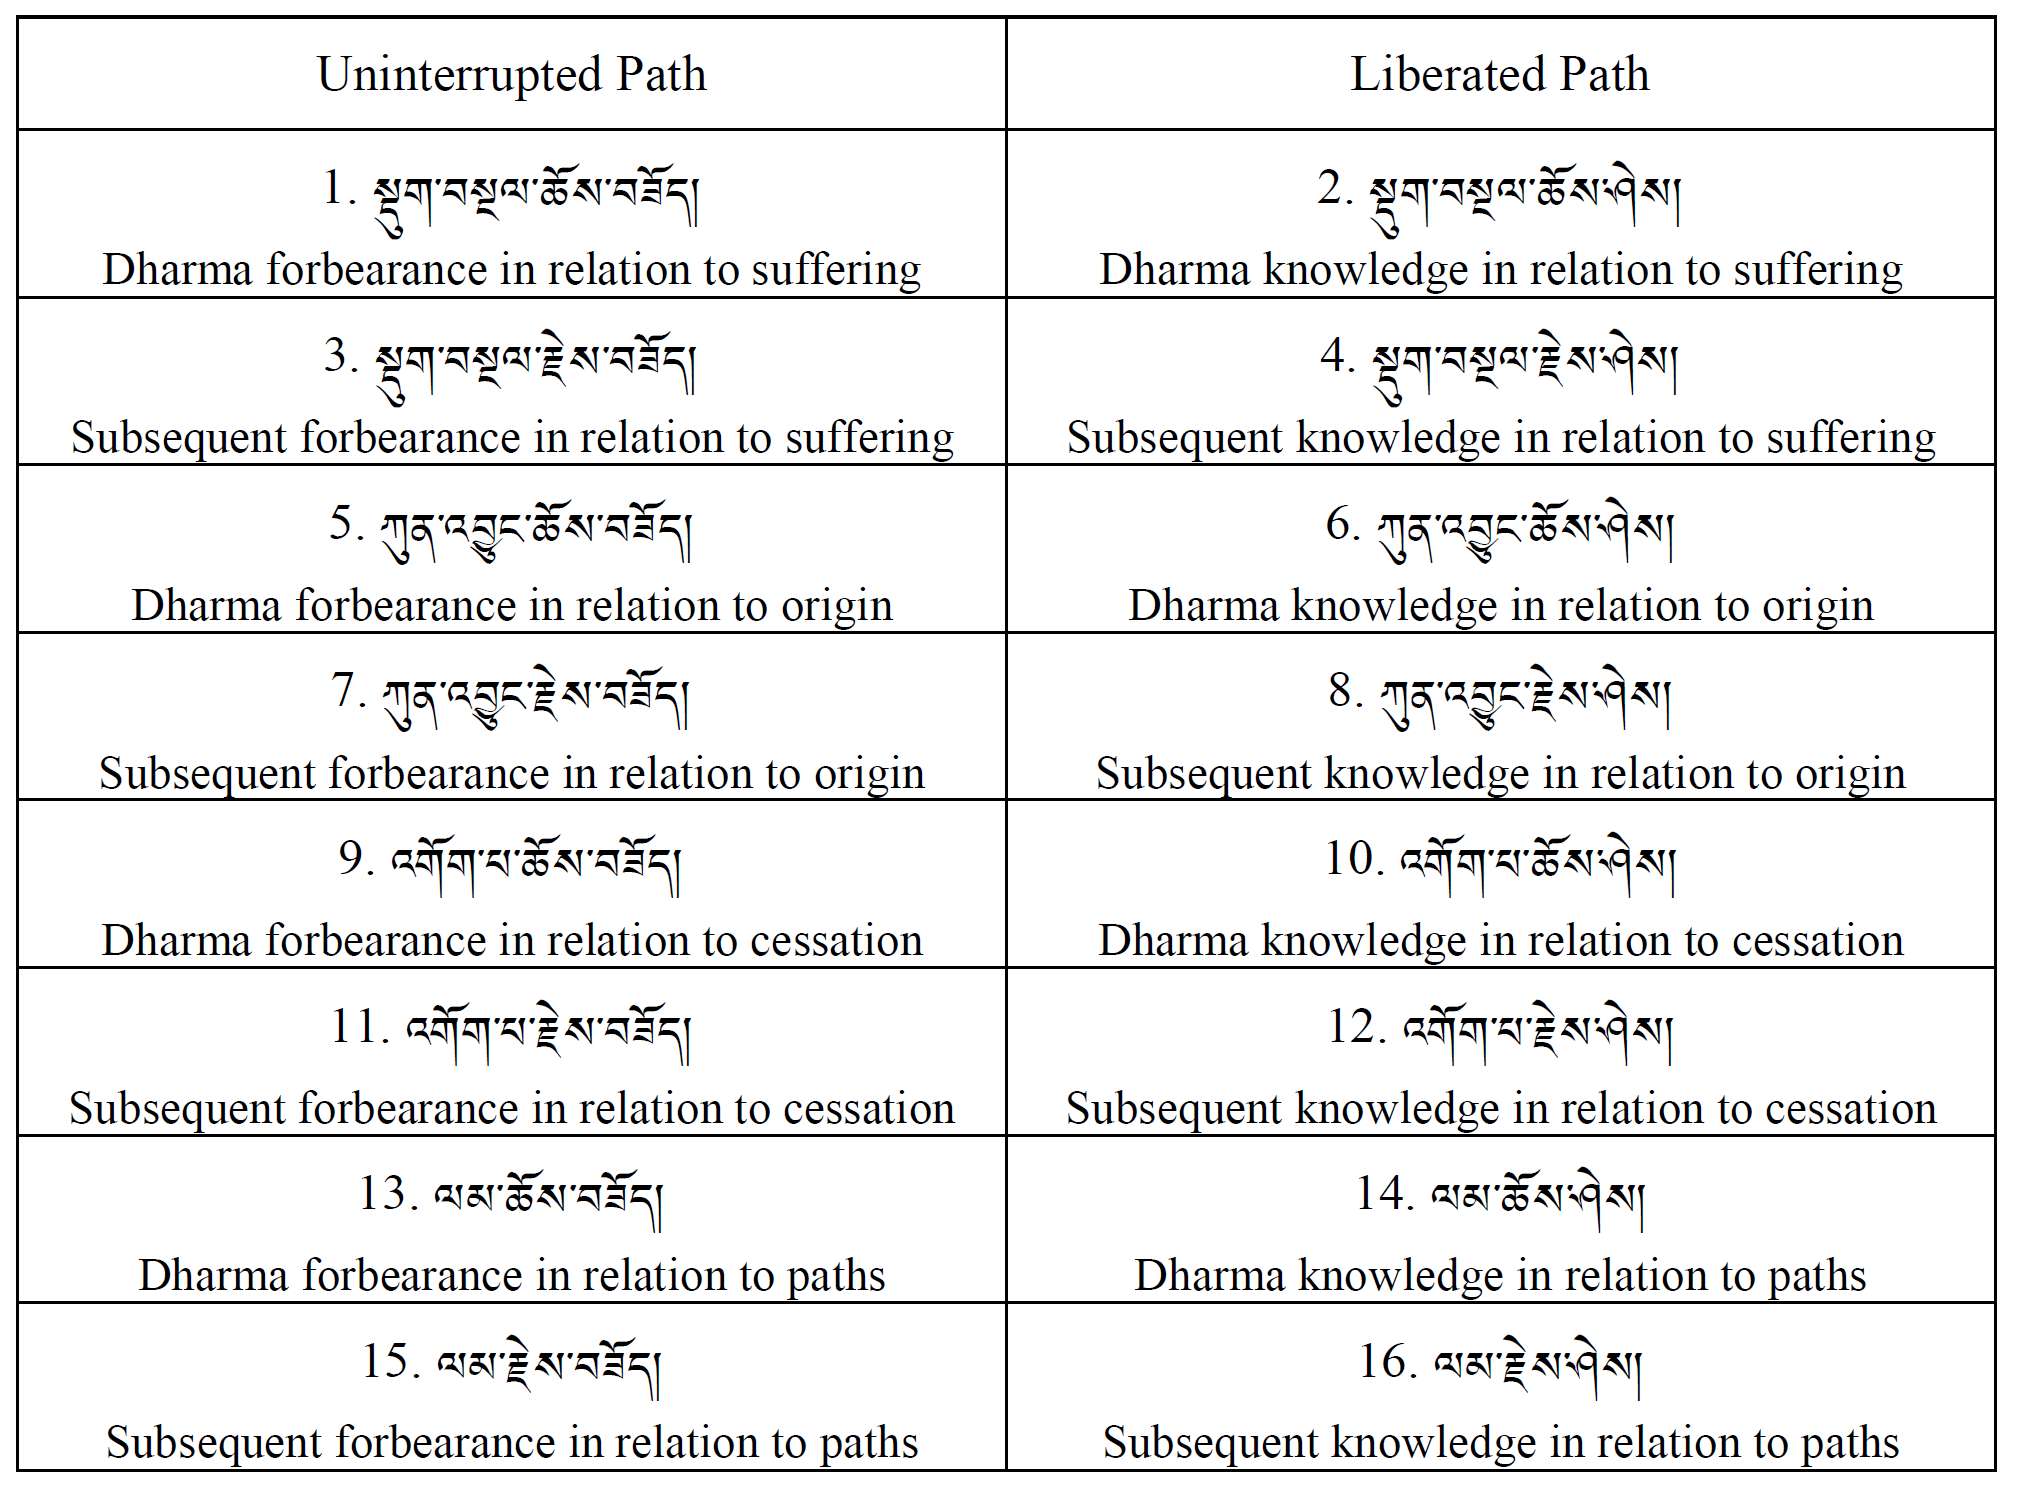 Uninterrupted Path
Liberated Path
1. སྡུག་བསྔལ་ཆོས་བཟོད།
Dharma forbearance in relation to suffering
2. སྡུག་བསྔལ་ཆོས་ཤེས།
Dharma knowledge in relation to suffering
3. སྡུག་བསྔལ་རྗེས་བཟོད།
Subsequent forbearance in relation to suffering
4. སྡུག་བསྔལ་རྗེས་ཤེས།
Subsequent knowledge in relation to suffering
5. ཀུན་འབྱུང་ཆོས་བཟོད།
Dharma forbearance in relation to origin
6. ཀུན་འབྱུང་ཆོས་ཤེས།
Dharma knowledge in relation to origin
7. ཀུན་འབྱུང་རྗེས་བཟོད།
Subsequent forbearance in relation to origin
8. ཀུན་འབྱུང་རྗེས་ཤེས།
Subsequent knowledge in relation to origin
9. འགོག་པ་ཆོས་བཟོད།
Dharma forbearance in relation to cessation
10. འགོག་པ་ཆོས་ཤེས།
Dharma knowledge in relation to cessation
11. འགོག་པ་རྗེས་བཟོད།
Subsequent forbearance in relation to cessation
12. འགོག་པ་རྗེས་ཤེས།
Subsequent knowledge in relation to cessation
13. ལམ་ཆོས་བཟོད།
Dharma forbearance in relation to paths
14. ལམ་ཆོས་ཤེས།
Dharma knowledge in relation to paths
15. ལམ་རྗེས་བཟོད།
Subsequent forbearance in relation to paths
16. ལམ་རྗེས་ཤེས།
Subsequent knowledge in relation to paths